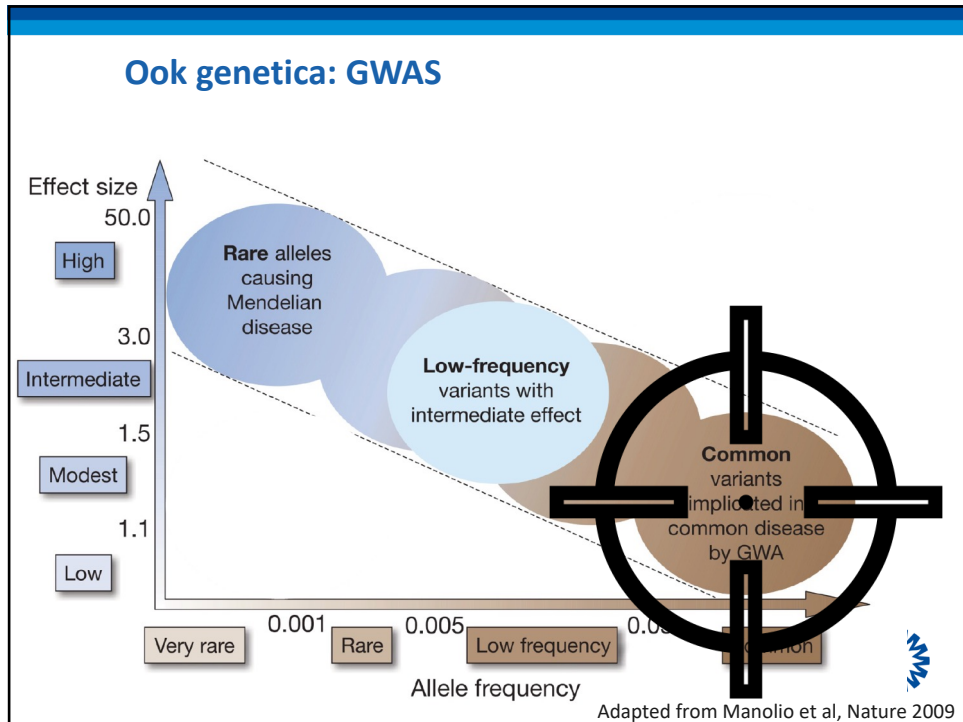 Ook genetica: GWAS
Effect size
50.0
High
3.0
Intermediate
1.5
Modest
1.1
Low
Rare alleles
causing
Mendelian
disease
Low-frequency
variants with
intermediate effect
Common
variants
implicated in
common disease
by GWA
0.001
0.005
Very rare
Rare
Low frequency
Allele frequency
Adapted from Manolio et al, Nature 2009